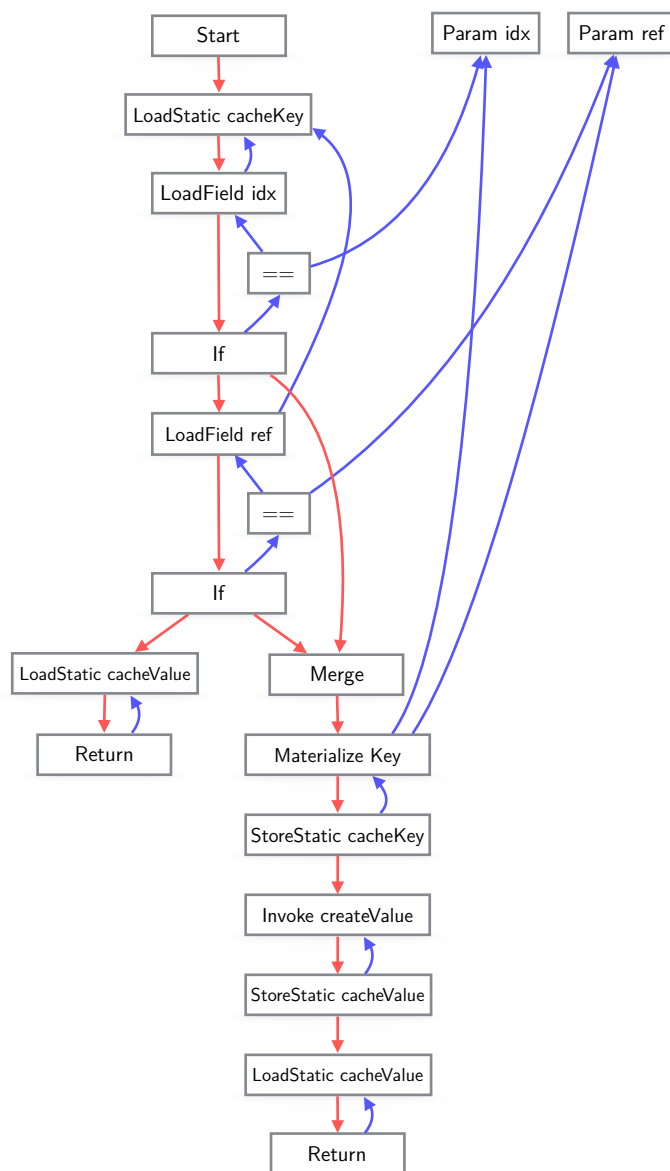 Start
Param idx
Param ref
LoadStatic cacheKey
LoadField idx
==
If
LoadField ref
==
If
LoadStatic cacheValue
Merge
Return
Materialize Key
StoreStatic cacheKey
Invoke createValue
StoreStatic cacheValue
LoadStatic cacheValue
Return